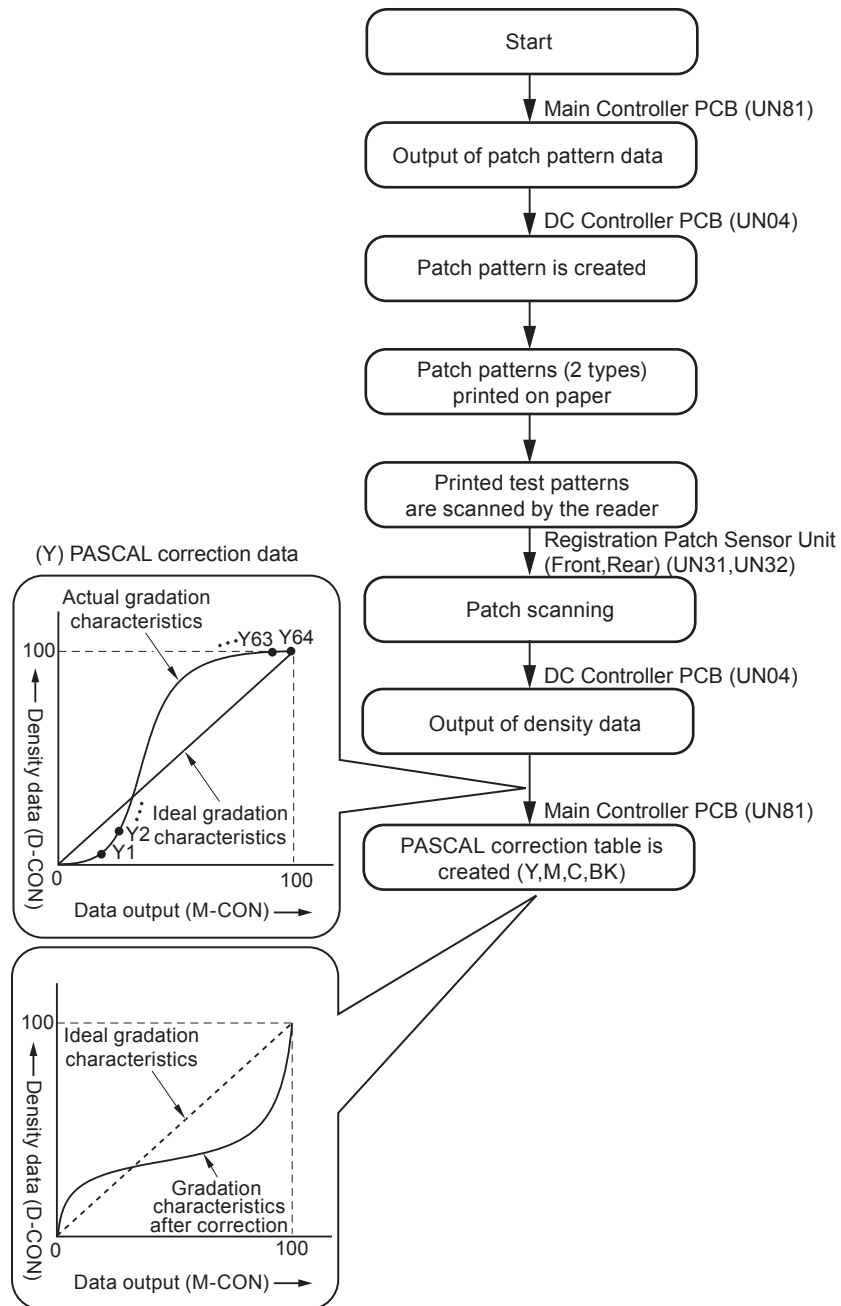 Start
Main Controller PCB (UN81)
Output of patch pattern data
DC Controller PCB (UN04)
Patch pattern is created
Patch patterns (2 types)
printed on paper
Printed test patterns
are scanned by the reader
Registration Patch Sensor Unit
(Front,Rear) (UN31,UN32)
Patch scanning
DC Controller PCB (UN04)
Output of density data
Main Controller PCB (UN81)
PASCAL correction table is
created (Y,M,C,BK)
(Y) PASCAL correction data
Actual gradation
characteristics
Y63 Y64
100
Density data (D-CON)
Ideal gradation
characteristics
Y2
Y1
0
100
Data output (M-CON)
100
Ideal gradation
characteristics
Density data (D-CON)
Gradation
characteristics
after correction
0
100
Data output (M-CON)